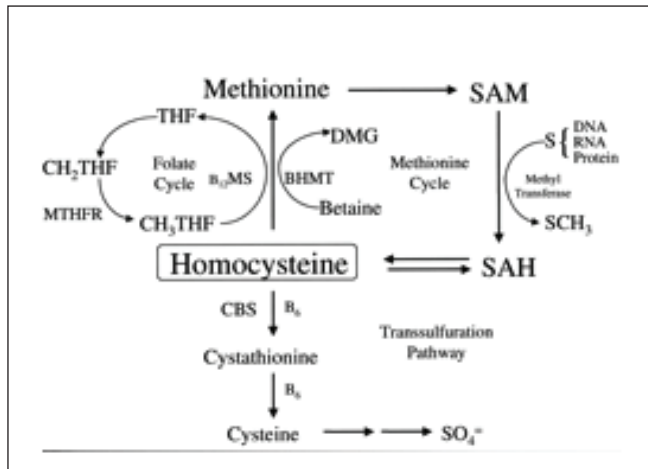 Methionine
SAM
THF
DMG
S { DNA
RNA
Protein
CH₂THF
Folate
Cycle
B₁₂MS
BHMT
Methionine
Cycle
Methyl
Transferase
MTHFR
CH₃THF
Betaine
SCH₃
Homocysteine
SAH
CBS
B₆
Transsulfuration
Pathway
Cystathionine
B₆
Cysteine
SO₄⁼